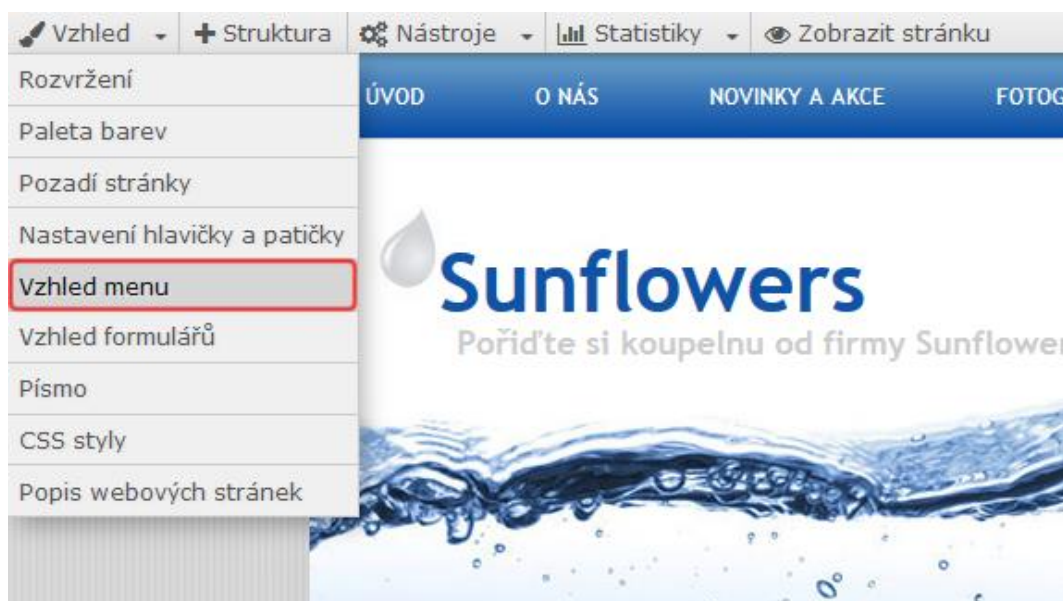 Vzhled Struktura Nástroje Statistiky Zobrazit stránku
Rozvržení
Paleta barev
Pozadí stránky
Nastavení hlavičky a patičky
Vzhled menu
Vzhled formulářů
Písmo
CSS styly
Popis webových stránek
ÚVOD O NÁS NOVINKY A AKCE FOTOG
Sunflowers
Pořiďte si koupelnu od firmy Sunflower